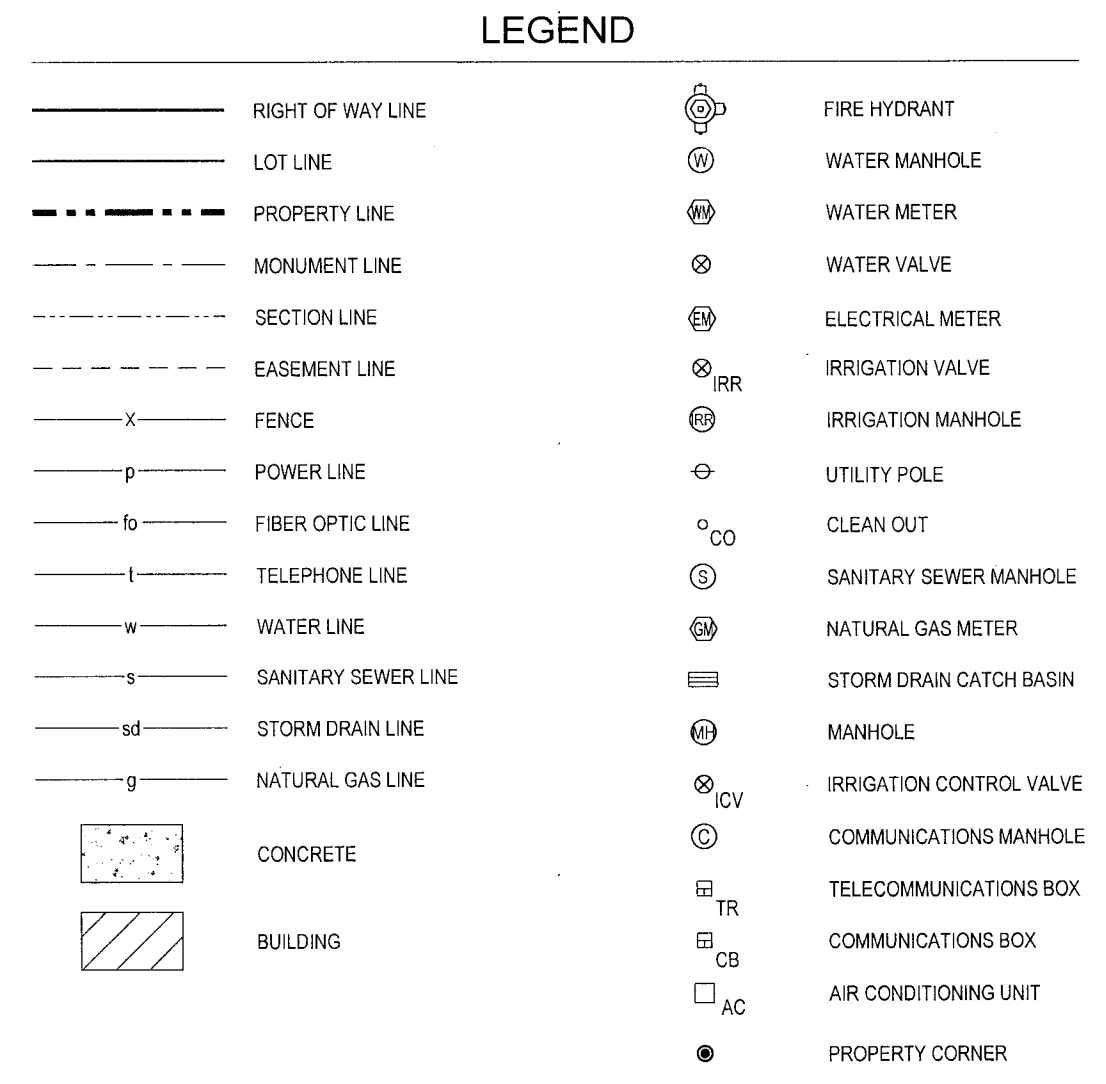 LEGEND
RIGHT OF WAY LINE
LOT LINE
PROPERTY LINE
MONUMENT LINE
SECTION LINE
EASEMENT LINE
X FENCE
p POWER LINE
fo FIBER OPTIC LINE
t TELEPHONE LINE
w WATER LINE
s SANITARY SEWER LINE
sd STORM DRAIN LINE
g NATURAL GAS LINE
CONCRETE
BUILDING
FIRE HYDRANT
W WATER MANHOLE
WM WATER METER
WATER VALVE
EM ELECTRICAL METER
IRR IRRIGATION VALVE
IRR IRRIGATION MANHOLE
UTILITY POLE
CO CLEAN OUT
S SANITARY SEWER MANHOLE
GM NATURAL GAS METER
STORM DRAIN CATCH BASIN
MH MANHOLE
ICV IRRIGATION CONTROL VALVE
C COMMUNICATIONS MANHOLE
TR TELECOMMUNICATIONS BOX
CB COMMUNICATIONS BOX
AC AIR CONDITIONING UNIT
PROPERTY CORNER